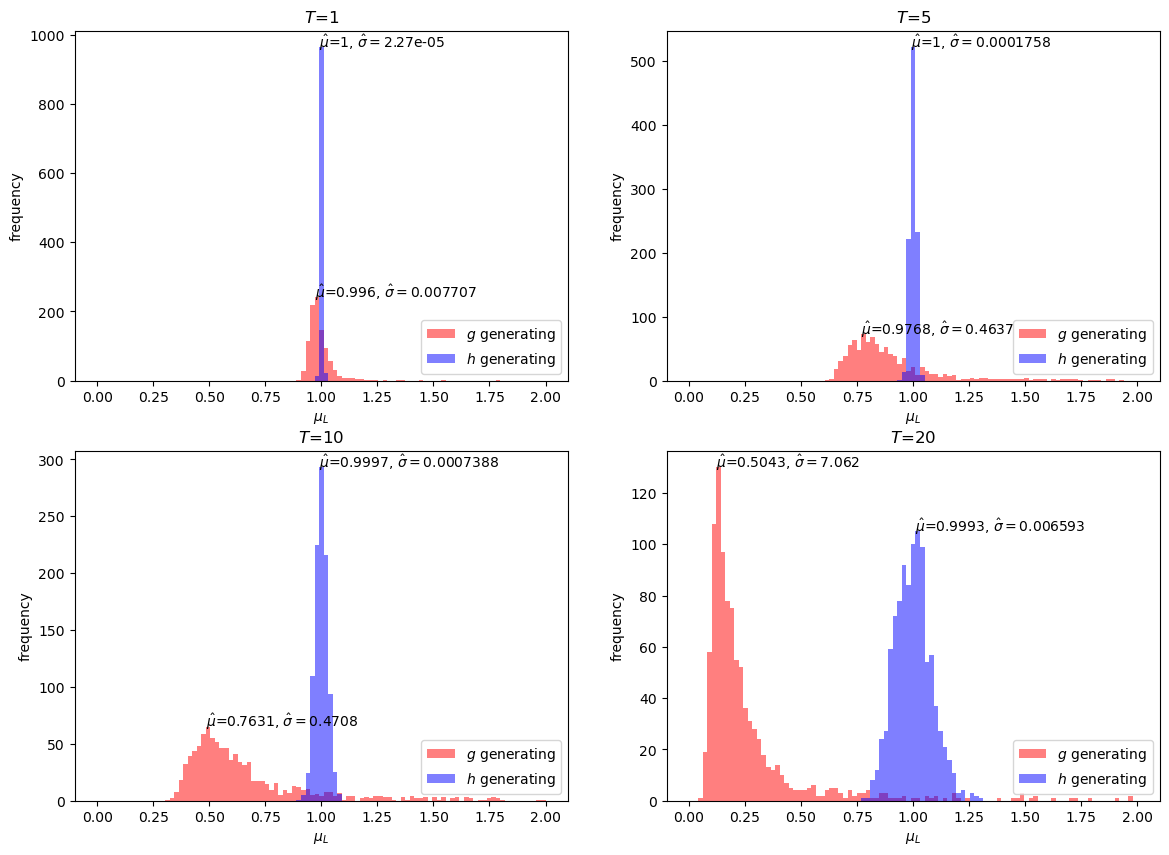 T=1
μ̂=1, σ̂ = 2.27e-05
μ̂=0.996, σ̂ = 0.007707
frequency
1000
800
600
400
200
0
0.00 0.25 0.50 0.75 1.00 1.25 1.50 1.75 2.00
μL
g generating
h generating
T=5
μ̂=1, σ̂ = 0.0001758
μ̂=0.9768, σ̂ = 0.4637
frequency
500
400
300
200
100
0
0.00 0.25 0.50 0.75 1.00 1.25 1.50 1.75 2.00
μL
g generating
h generating
T=10
μ̂=0.9997, σ̂ = 0.0007388
μ̂=0.7631, σ̂ = 0.4708
frequency
300
250
200
150
100
50
0
0.00 0.25 0.50 0.75 1.00 1.25 1.50 1.75 2.00
μL
g generating
h generating
T=20
μ̂=0.5043, σ̂ = 7.062
μ̂=0.9993, σ̂ = 0.006593
frequency
120
100
80
60
40
20
0
0.00 0.25 0.50 0.75 1.00 1.25 1.50 1.75 2.00
μL
g generating
h generating